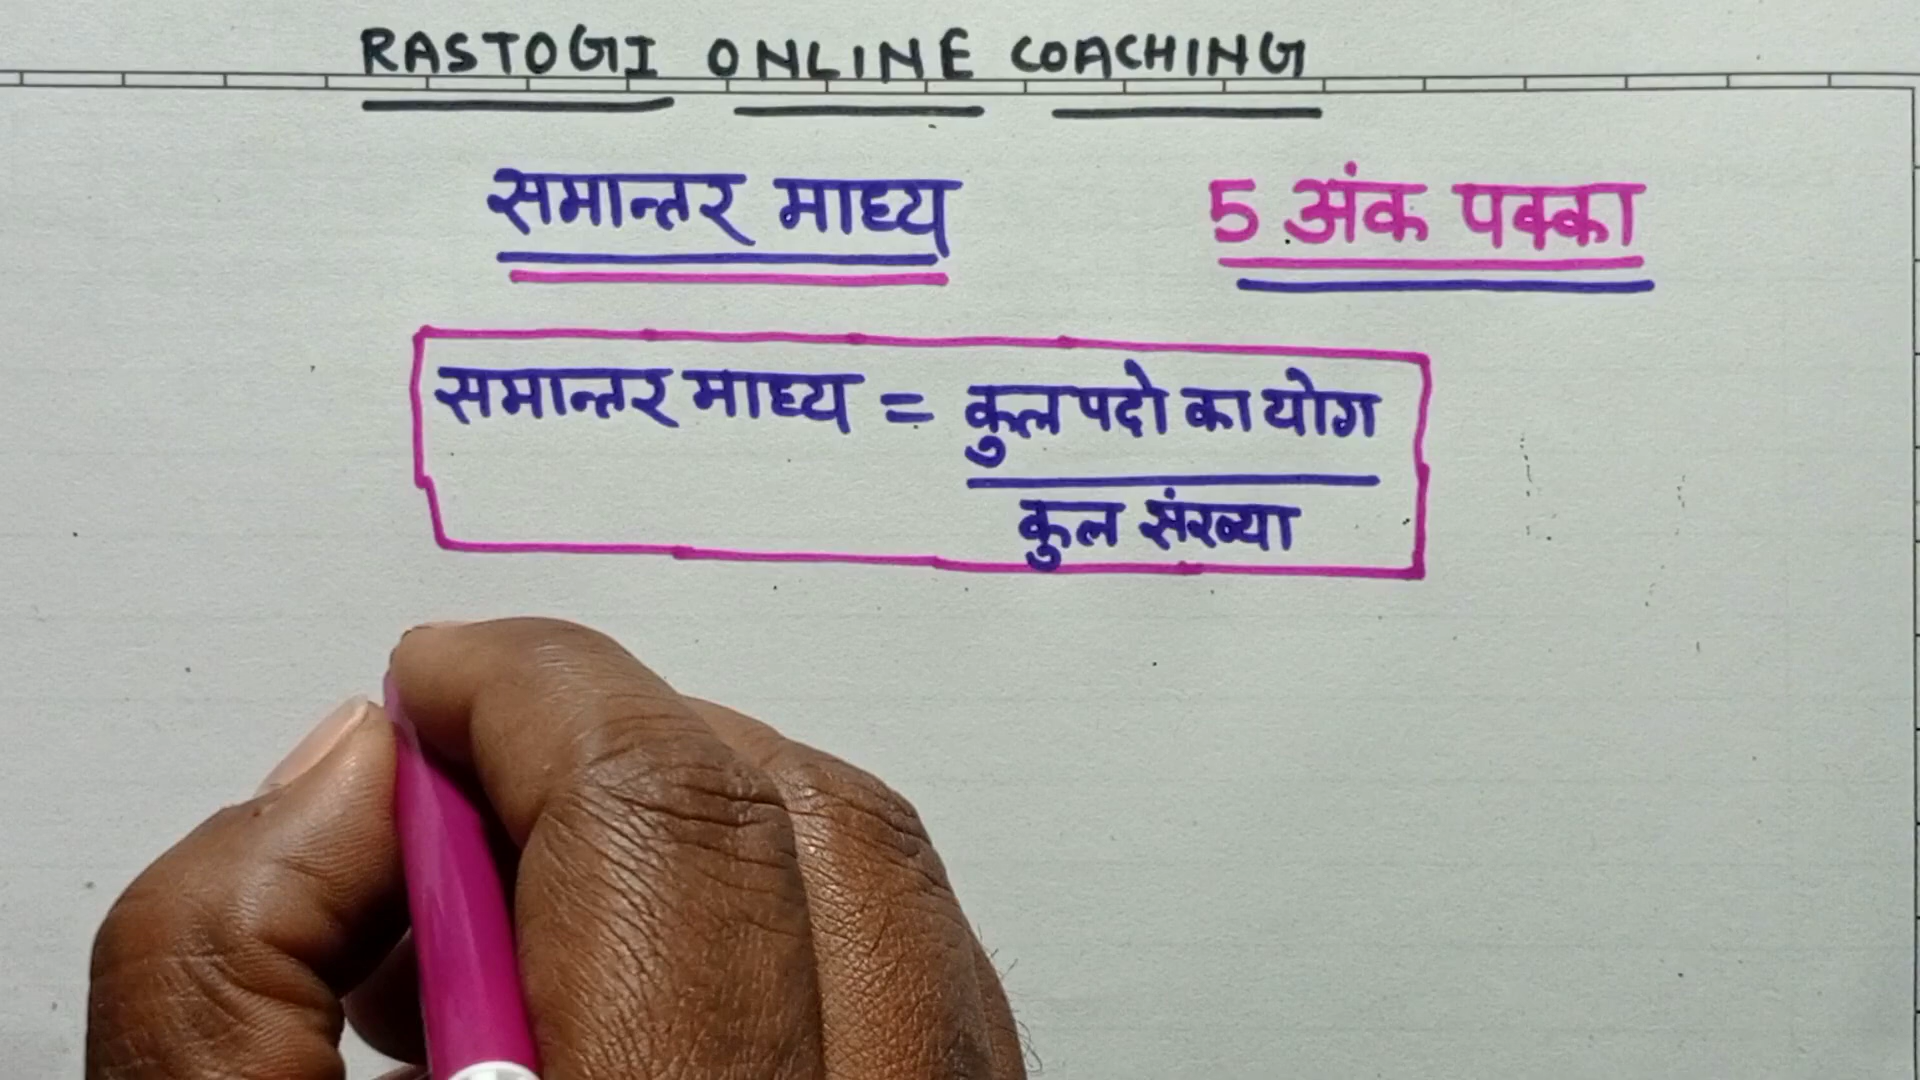 RASTOGI ONLINE COACHING
समान्तर माध्य 5 अंक पक्का
समान्तर माध्य = कुल पदो का योग
कुल संख्या